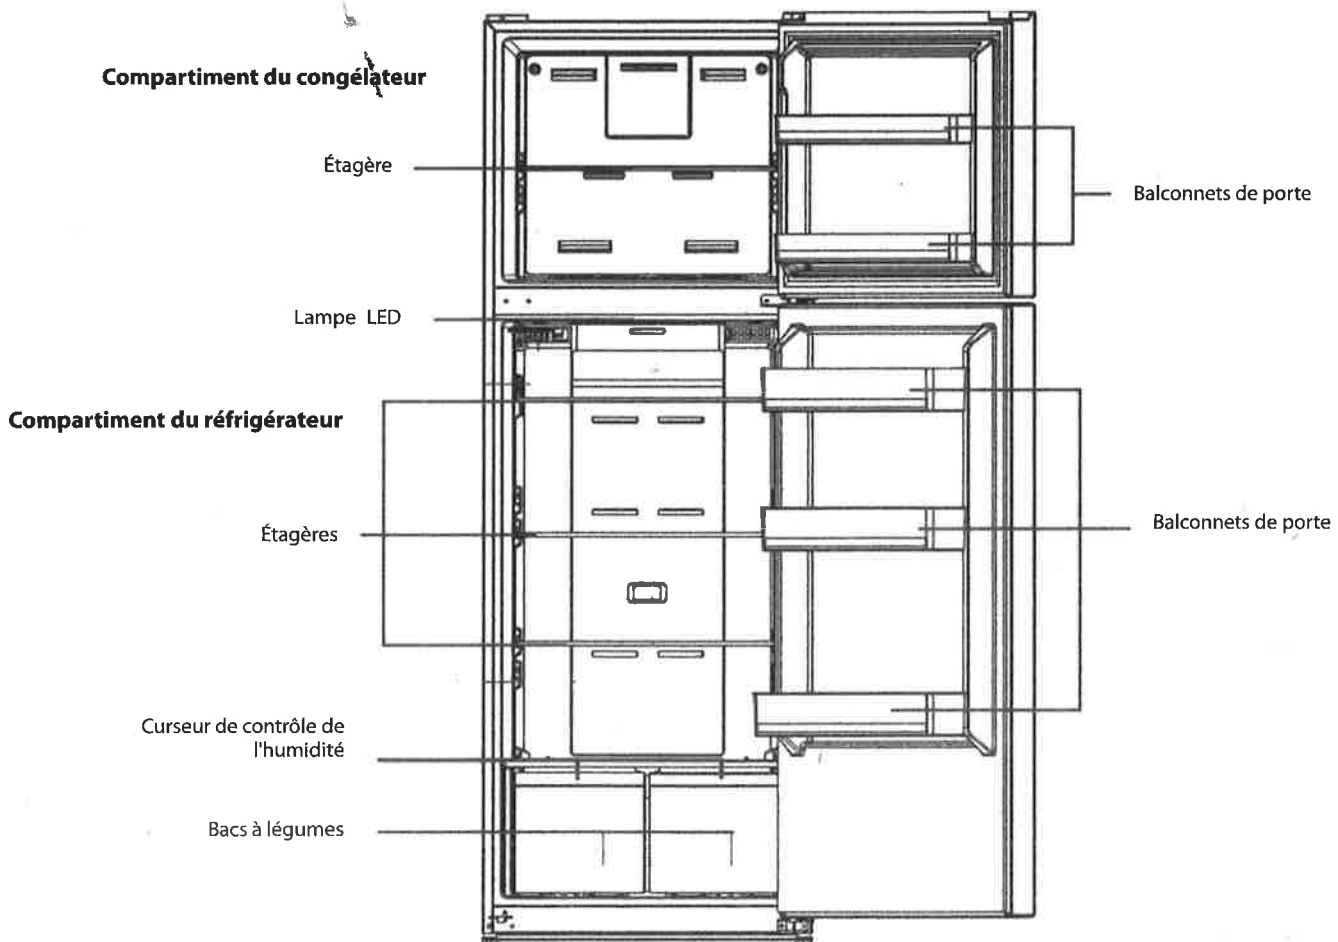 Compartiment du congélateur
Étagère
Balconnets de porte
Lampe LED
Compartiment du réfrigérateur
Étagères
Balconnets de porte
Curseur de contrôle de
l'humidité
Bacs à légumes